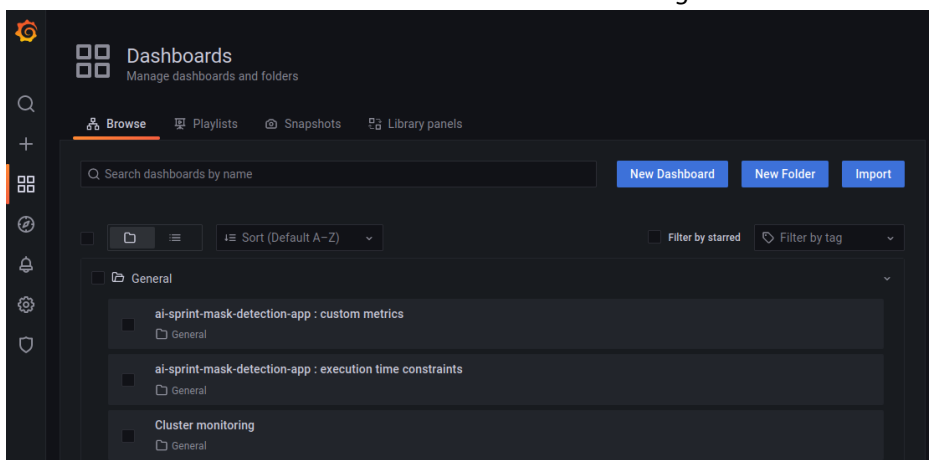 Dashboards
Manage dashboards and folders
Browse Playlists Snapshots Library panels
Search dashboards by name New Dashboard New Folder Import
Sort (Default A–Z) Filter by starred Filter by tag
General
ai-sprint-mask-detection-app : custom metrics
General
ai-sprint-mask-detection-app : execution time constraints
General
Cluster monitoring
General